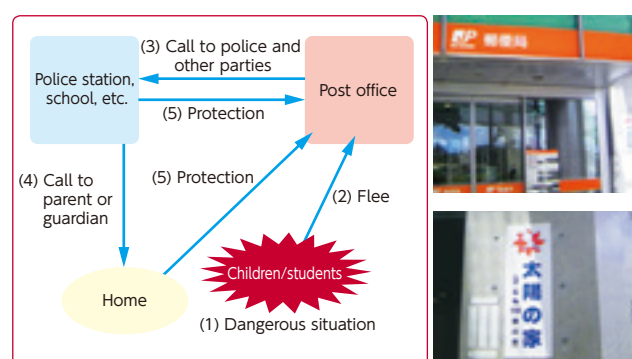 (3) Call to police and
other parties
Police station,
school, etc.
Post office
(5) Protection
(4) Call to
parent or
guardian
(5) Protection
(2) Flee
Children/students
Home
(1) Dangerous situation
JP 郵便局
太陽の家